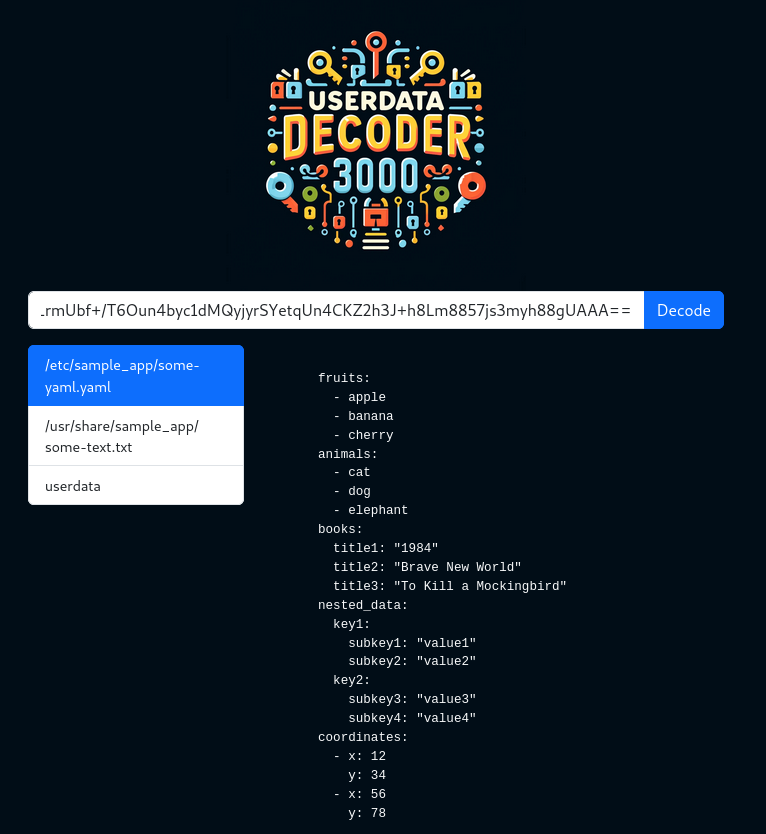 USERDATA
DECODER
3000
.rmUbf+/T6Oun4byc1dMQyjyrSYetqUn4CKZ2h3J+h8Lm8857js3myh88gUAAA== Decode
/etc/sample_app/some-
yaml.yaml
/usr/share/sample_app/
some-text.txt
userdata
fruits:
  - apple
  - banana
  - cherry
animals:
  - cat
  - dog
  - elephant
books:
  title1: "1984"
  title2: "Brave New World"
  title3: "To Kill a Mockingbird"
nested_data:
  key1:
    subkey1: "value1"
    subkey2: "value2"
  key2:
    subkey3: "value3"
    subkey4: "value4"
coordinates:
  - x: 12
    y: 34
  - x: 56
    y: 78